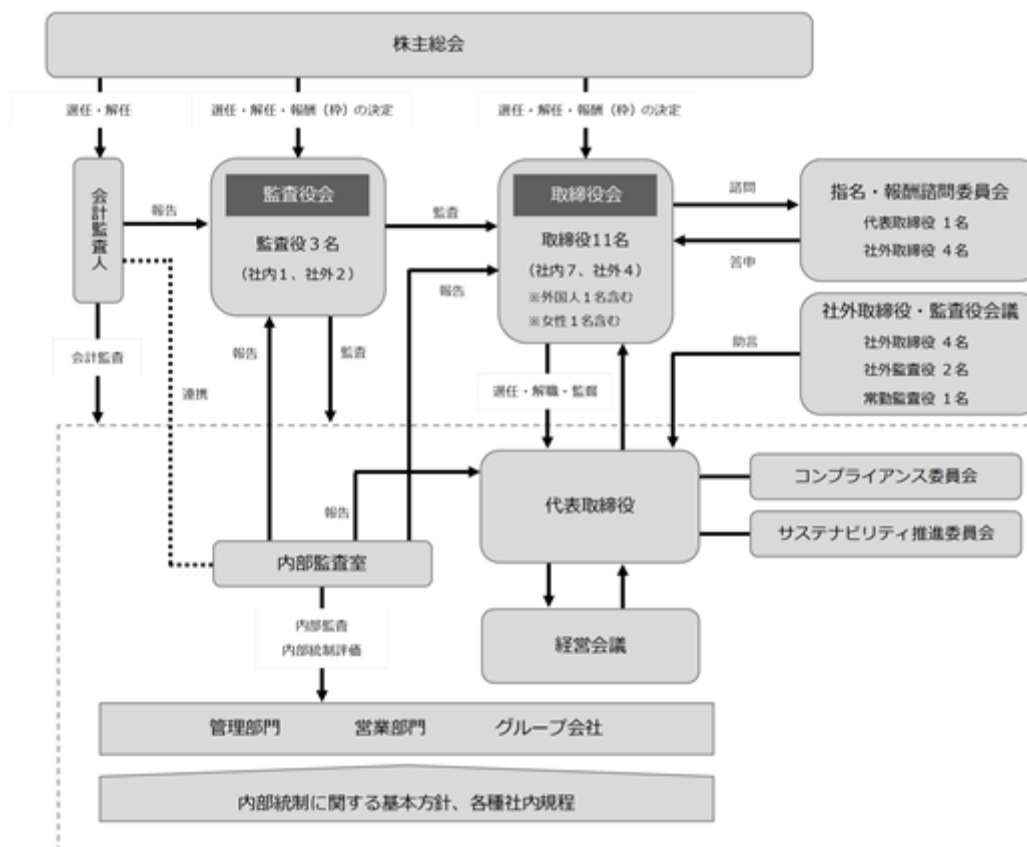 株主総会
選任・解任
選任・解任・報酬（枠）の決定
選任・解任・報酬（枠）の決定
会計監査人
報告
監査役会
監査役３名
（社内１、社外２）
監査
取締役会
取締役11名
（社内７、社外４）
※外国人１名含む
※女性１名含む
諮問
答申
指名・報酬諮問委員会
代表取締役 1名
社外取締役 4名
社外取締役・監査役会議
社外取締役 4名
社外監査役 2名
常勤監査役 1名
助言
報告
会計監査
連携
報告
監査
選任・解職・監督
代表取締役
コンプライアンス委員会
サステナビリティ推進委員会
報告
内部監査室
内部監査
内部統制評価
経営会議
管理部門 営業部門 グループ会社
内部統制に関する基本方針、各種社内規程